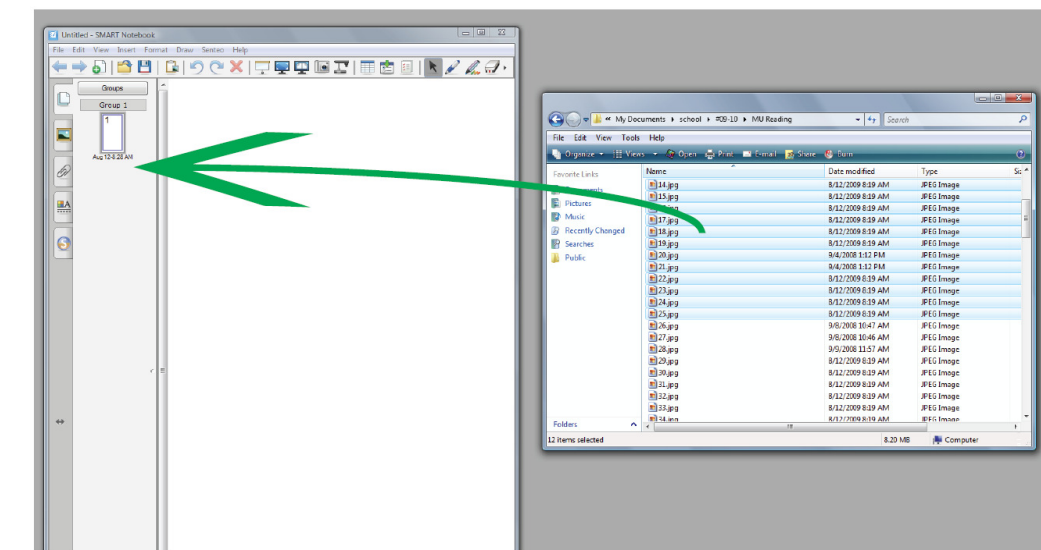 Untitled - SMART Notebook
File Edit View Insert Format Draw Senteo Help
Groups
Group 1
1
Aug 12-8:28 AM
« My Documents ▸ school ▸ #09-10 ▸ MU Reading
Search
File Edit View Tools Help
Organize Views Open Print E-mail Share Burn
Favorite Links
Pictures
Music
Recently Changed
Searches
Public
Folders
Name Date modified Type
14.jpg 8/12/2009 8:19 AM JPEG Image
15.jpg 8/12/2009 8:19 AM JPEG Image
8/12/2009 8:19 AM JPEG Image
17.jpg 8/12/2009 8:19 AM JPEG Image
18.jpg 8/12/2009 8:19 AM JPEG Image
19.jpg 8/12/2009 8:19 AM JPEG Image
20.jpg 9/4/2008 1:12 PM JPEG Image
21.jpg 9/4/2008 1:12 PM JPEG Image
22.jpg 8/12/2009 8:19 AM JPEG Image
23.jpg 8/12/2009 8:19 AM JPEG Image
24.jpg 8/12/2009 8:19 AM JPEG Image
25.jpg 8/12/2009 8:19 AM JPEG Image
26.jpg 9/8/2008 10:47 AM JPEG Image
27.jpg 9/8/2008 10:46 AM JPEG Image
28.jpg 9/9/2008 11:57 AM JPEG Image
29.jpg 8/12/2009 8:19 AM JPEG Image
30.jpg 8/12/2009 8:19 AM JPEG Image
31.jpg 8/12/2009 8:19 AM JPEG Image
32.jpg 8/12/2009 8:19 AM JPEG Image
33.jpg 8/12/2009 8:19 AM JPEG Image
34.jpg 8/12/2009 8:19 AM JPEG Image
12 items selected 8.20 MB Computer